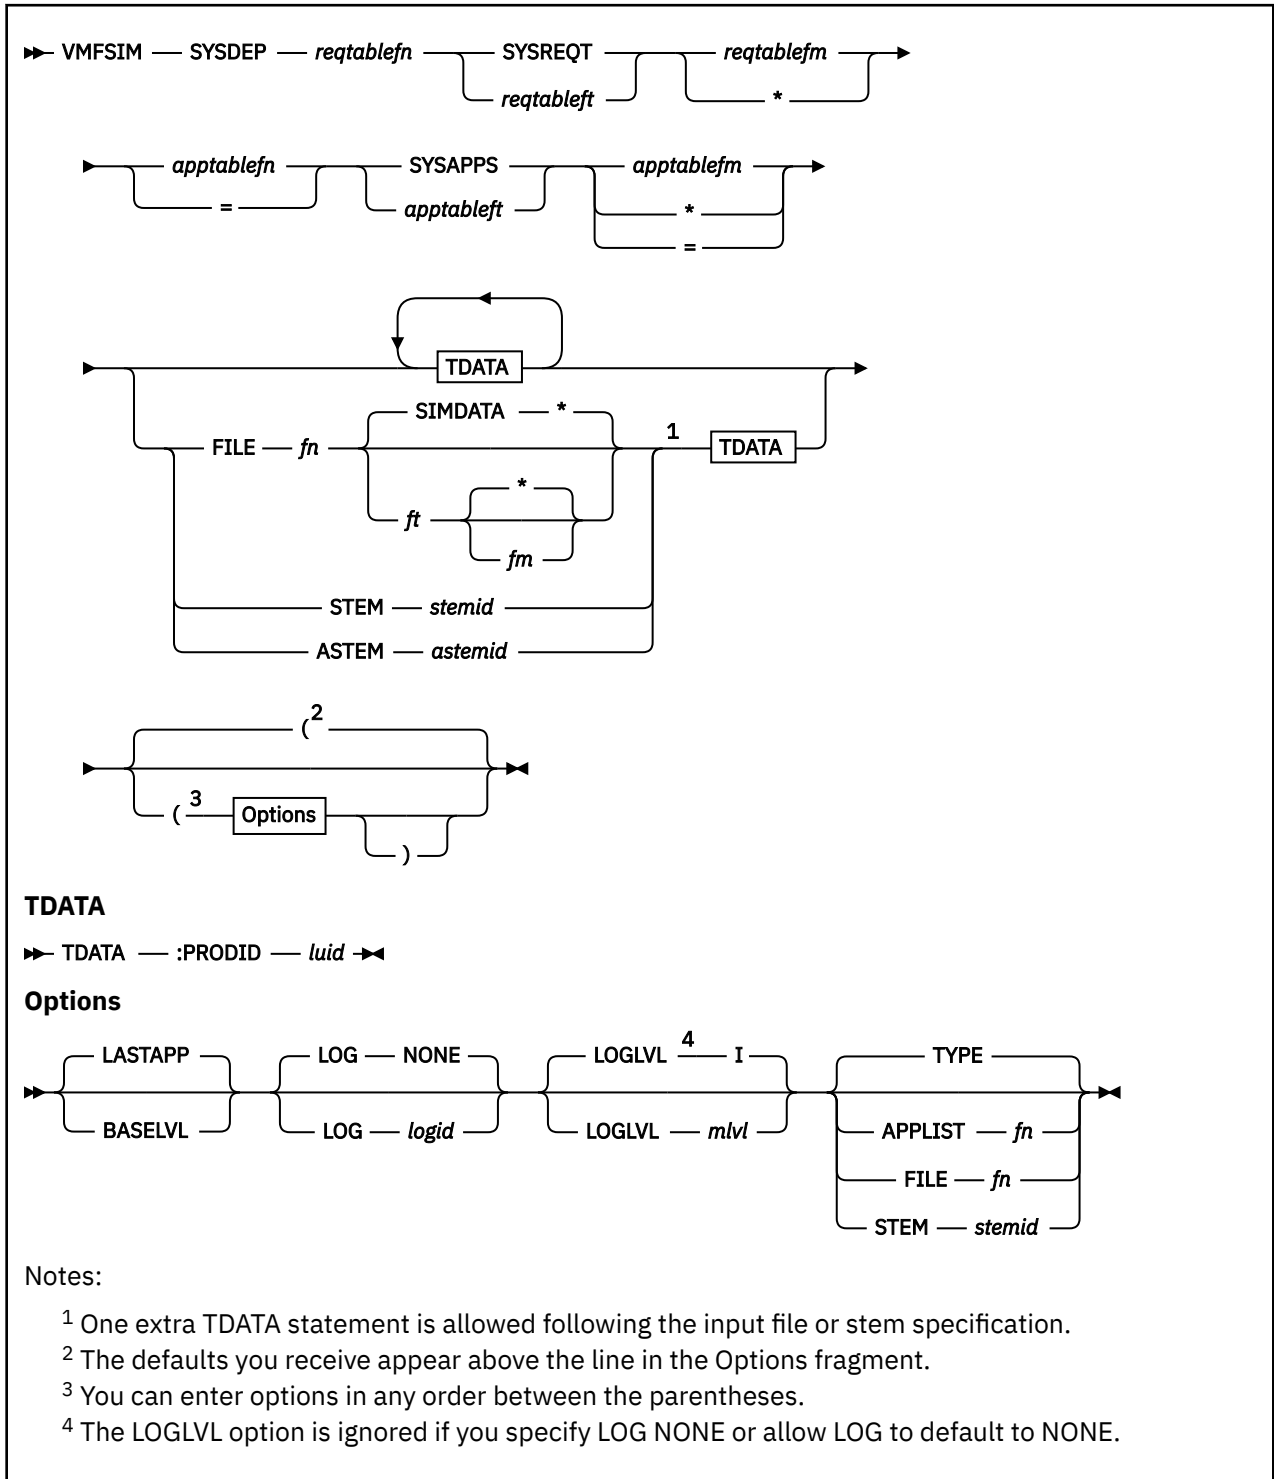 VMFSIM SYSDEP reqtablefn SYSREQT reqtablefm
reqtableft *
apptablefn SYSAPPS apptablefm
= apptableft *
=
TDATA
SIMDATA *
FILE fn 1 TDATA
*
ft
fm
STEM stemid
ASTEM astemid
( 2
( 3 Options
)
TDATA
TDATA :PRODID luid
Options
LASTAPP LOG NONE LOGLVL 4 I TYPE
BASELVL LOG logid LOGLVL mlvl APPLIST fn
FILE fn
STEM stemid
Notes:
1 One extra TDATA statement is allowed following the input file or stem specification.
2 The defaults you receive appear above the line in the Options fragment.
3 You can enter options in any order between the parentheses.
4 The LOGLVL option is ignored if you specify LOG NONE or allow LOG to default to NONE.